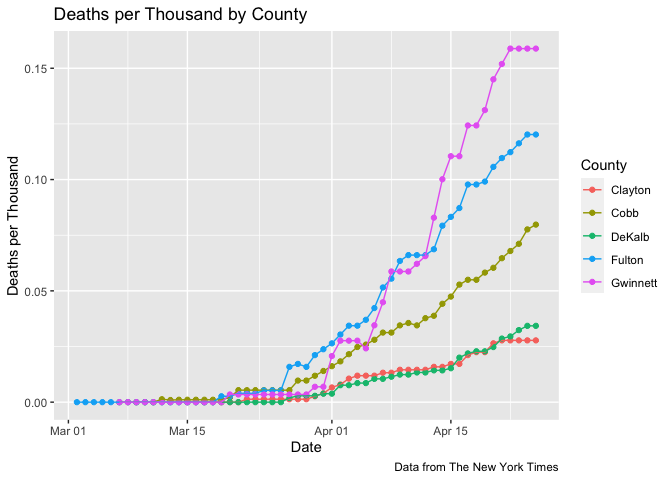 Deaths per Thousand by County
Deaths per Thousand
0.15
0.10
0.05
0.00
Mar 01
Mar 15
Apr 01
Apr 15
Date
County
Clayton
Cobb
DeKalb
Fulton
Gwinnett
Data from The New York Times